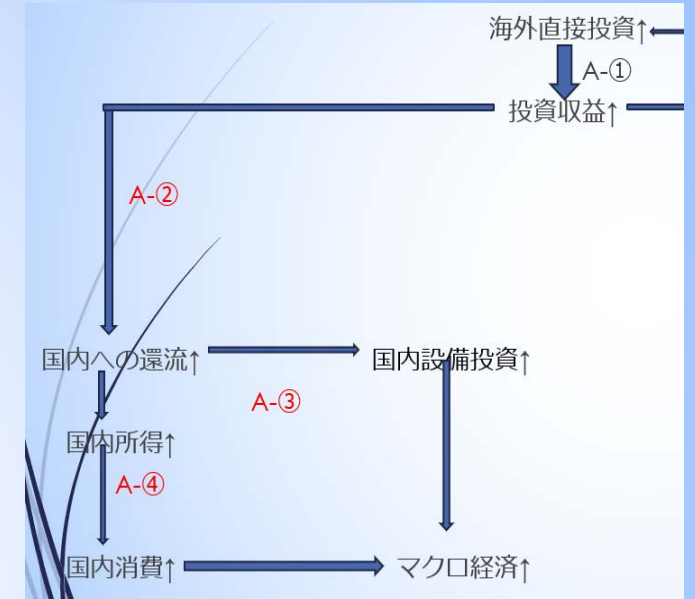 海外直接投資↑
A-①
投資収益↑
A-②
国内への還流↑
国内設備投資↑
A-③
国内所得↑
A-④
国内消費↑
マクロ経済↑